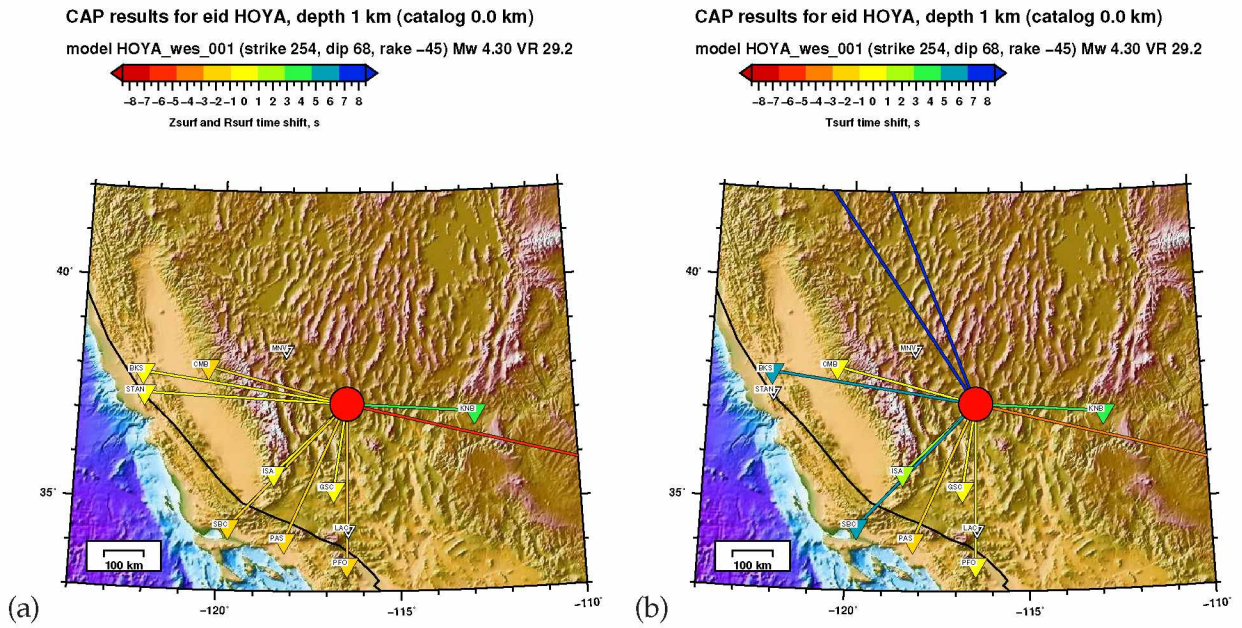 CAP results for eid HOYA, depth 1 km (catalog 0.0 km)
model HOYA_wes_001 (strike 254, dip 68, rake −45) Mw 4.30 VR 29.2
−8−7−6−5−4−3−2−1 0 1 2 3 4 5 6 7 8
Zsurf and Rsurf time shift, s
40˚
35˚
MNV
BKS
CMB
STAN
KNB
ISA
GSC
SBC
LAC
PAS
PFO
100 km
(a)
−120˚
−115˚
−110˚
CAP results for eid HOYA, depth 1 km (catalog 0.0 km)
model HOYA_wes_001 (strike 254, dip 68, rake −45) Mw 4.30 VR 29.2
−8−7−6−5−4−3−2−1 0 1 2 3 4 5 6 7 8
Tsurf time shift, s
40˚
35˚
MNV
BKS
CMB
STAN
KNB
ISA
GSC
SBC
LAC
PAS
PFO
100 km
(b)
−120˚
−115˚
−110˚